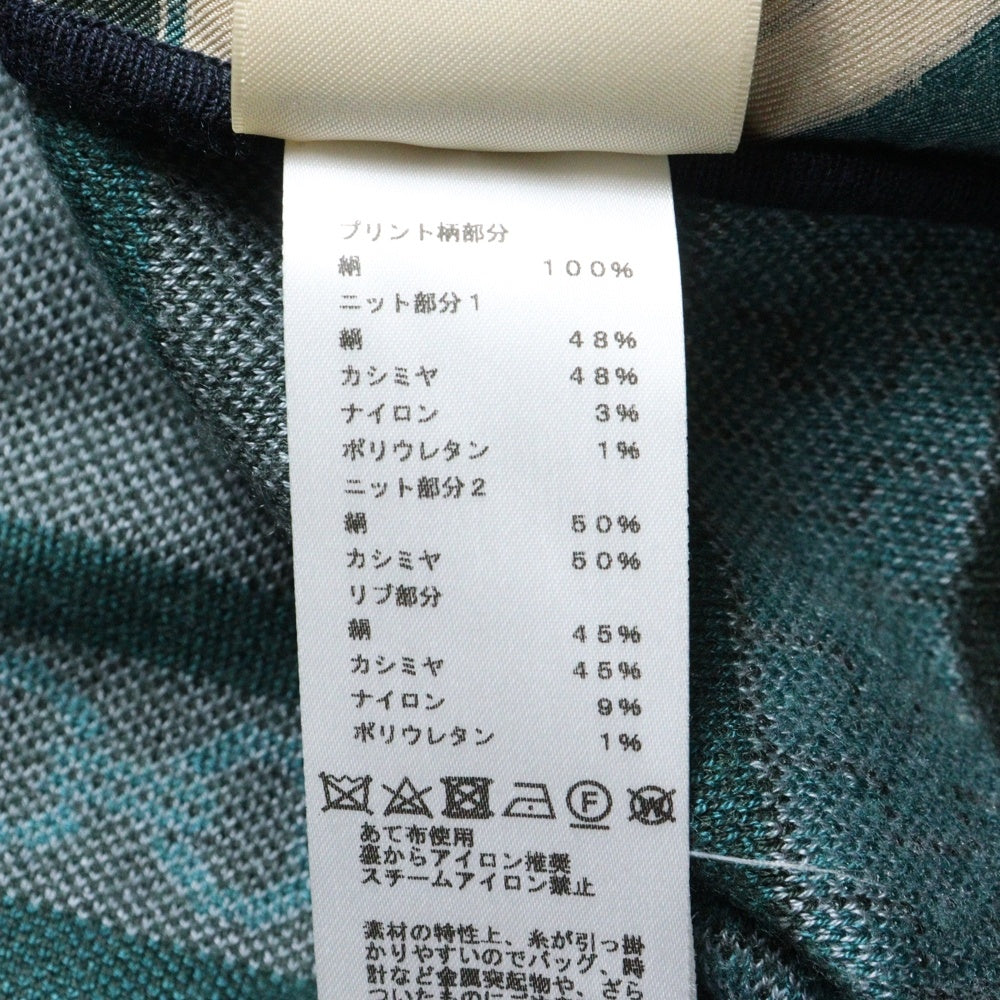 プリント柄部分
絹 100%
ニット部分1
絹 48%
カシミヤ 48%
ナイロン 3%
ポリウレタン 1%
ニット部分2
絹 50%
カシミヤ 50%
リブ部分
絹 45%
カシミヤ 45%
ナイロン 9%
ポリウレタン 1%
F W
あて布使用
裏からアイロン推奨
スチームアイロン禁止
素材の特性上、糸が引っ掛
かりやすいのでバッグ、時
計など金属突起物や、ざら
ついたものに